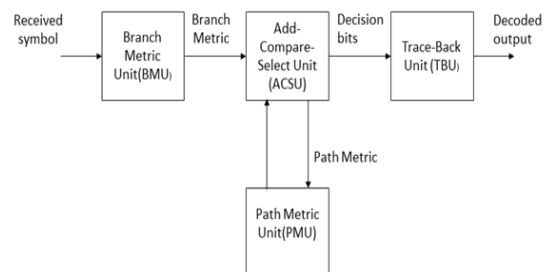 Received
symbol
Branch
Metric
Unit(BMU)
Branch
Metric
Add-
Compare-
Select Unit
(ACSU)
Decision
bits
Trace-Back
Unit (TBU)
Decoded
output
Path Metric
Path Metric
Unit(PMU)